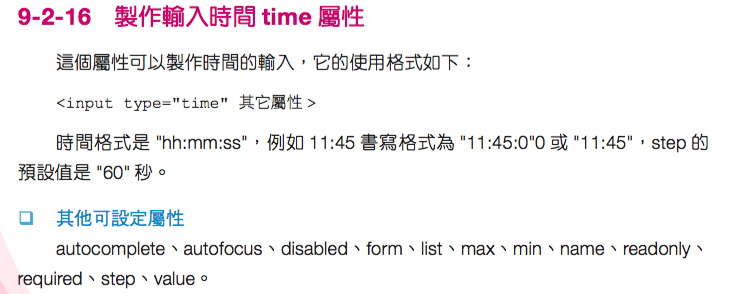 9-2-16 製作輸入時間 time 屬性
這個屬性可以製作時間的輸入，它的使用格式如下：
<input type="time" 其它屬性 >
時間格式是 "hh:mm:ss"，例如 11:45 書寫格式為 "11:45:0"0 或 "11:45"，step 的
預設值是 "60" 秒。
❑ 其他可設定屬性
autocomplete、autofocus、disabled、form、list、max、min、name、readonly、
required、step、value。